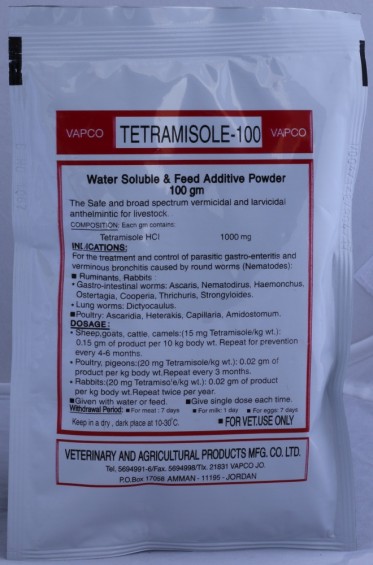 VAPCO TETRAMISOLE-100 VAPCO
Water Soluble & Feed Additive Powder
100 gm
The Safe and broad spectrum vermicidal and larvicidal
anthelmintic for livestock.
COMPOSITION: Each gm contains:
Tetramisole HCl 1000 mg
INDICATIONS:
For the treatment and control of parasitic gastro-enteritis and
verminous bronchitis caused by round worms (Nematodes):
■ Ruminants, Rabbits :
• Gastro-intestinal worms: Ascaris, Nematodirus, Haemonchus,
Ostertagia, Cooperia, Thrichuris, Strongyloides.
• Lung worms: Dictyocaulus.
■Poultry: Ascaridia, Heterakis, Capillaria, Amidostomum.
DOSAGE :
• Sheep,goats, cattle, camels:(15 mg Tetramisole/kg wt.):
0.15 gm of product per 10 kg body wt. Repeat for prevention
every 4-6 months.
• Poultry, pigeons:(20 mg Tetramisole/kg wt.): 0.02 gm of
product per kg body wt.Repeat every 3 months.
• Rabbits:(20 mg Tetramisole/kg wt.): 0.02 gm of product
per kg body wt.Repeat twice per year.
■Given with water or feed. ■Give single dose each time.
Withdrawal Period: ■ For meat : 7 days ■ For milk: 1 day ■ For eggs: 7 days
Keep in a dry , dark place at 10-30°C. ■ FOR VET.USE ONLY
VETERINARY AND AGRICULTURAL PRODUCTS MFG. CO. LTD.
Tel. 5694991-6/Fax. 5694998/Tlx. 21831 VAPCO JO.
P.O.Box 17058 AMMAN - 11195 - JORDAN